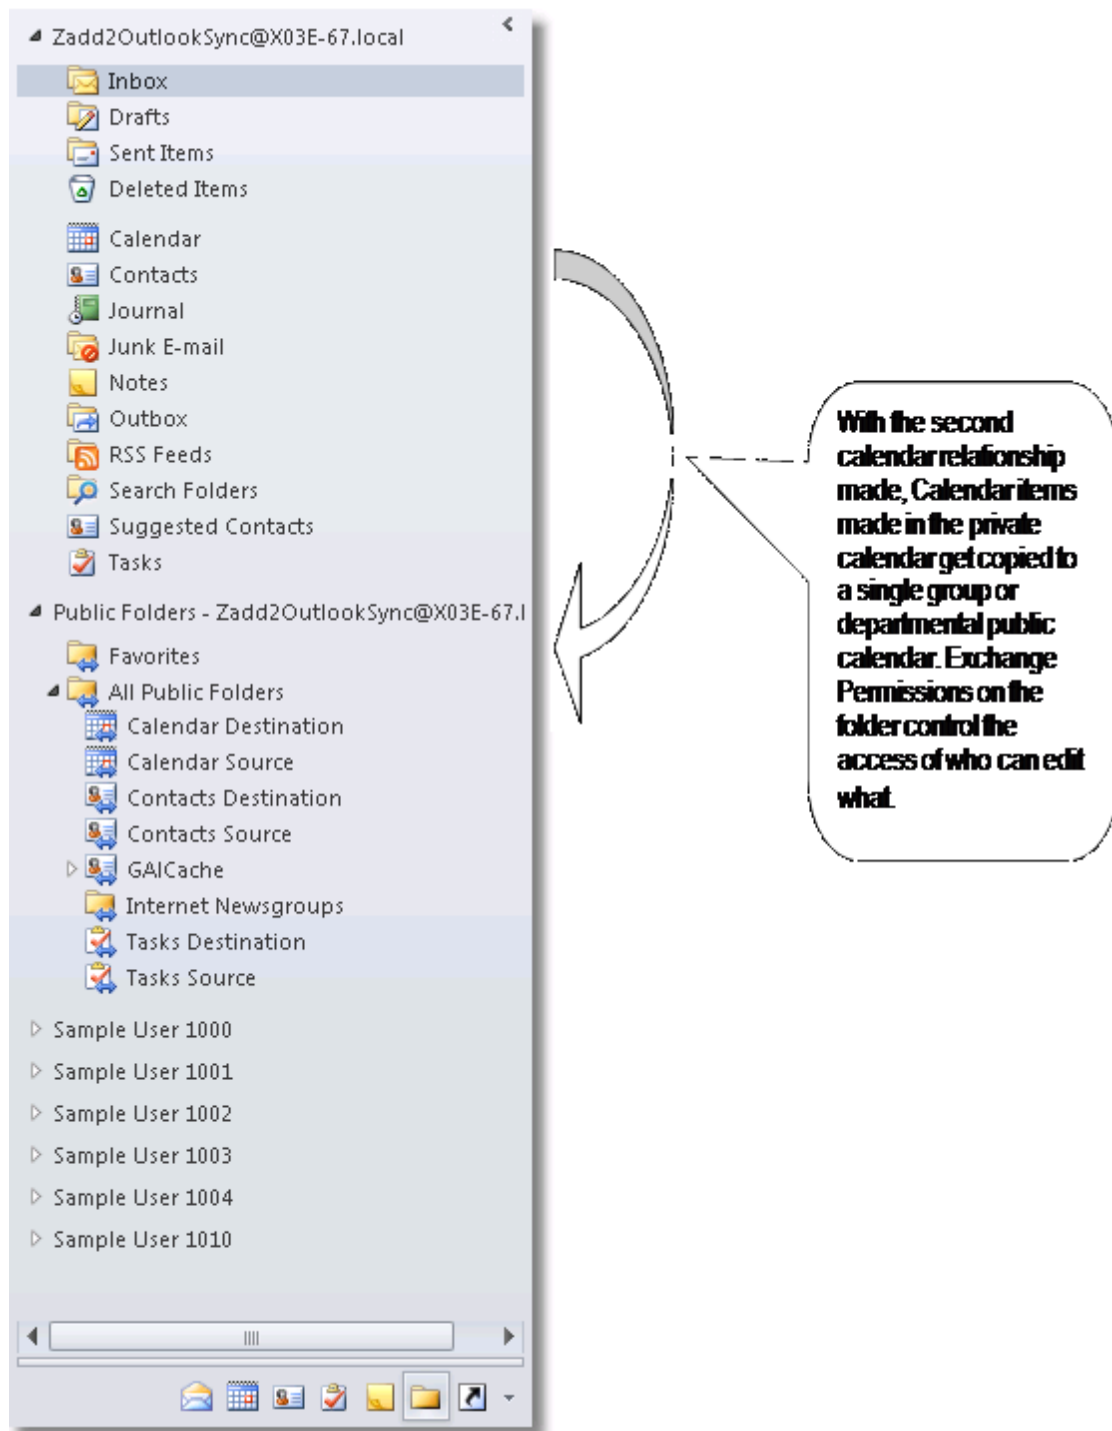 Zadd2OutlookSync@X03E-67.local
Inbox
Drafts
Sent Items
Deleted Items
Calendar
Contacts
Journal
Junk E-mail
Notes
Outbox
RSS Feeds
Search Folders
Suggested Contacts
Tasks
Public Folders - Zadd2OutlookSync@X03E-67.l
Favorites
All Public Folders
Calendar Destination
Calendar Source
Contacts Destination
Contacts Source
GAlCache
Internet Newsgroups
Tasks Destination
Tasks Source
Sample User 1000
Sample User 1001
Sample User 1002
Sample User 1003
Sample User 1004
Sample User 1010
With the second
calendar relationship
made, Calendar items
made in the private
calendar get copied to
a single group or
departmental public
calendar. Exchange
Permissions on the
folder control the
access of who can edit
what.